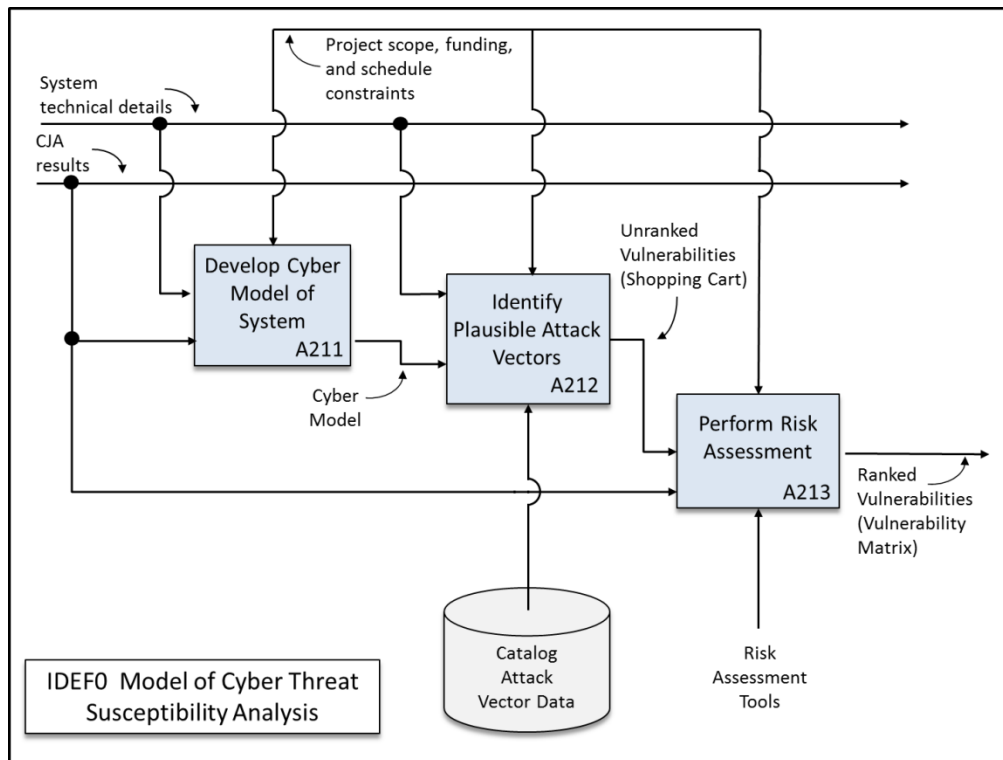 Project scope, funding,
and schedule
constraints
System
technical details
CJA
results
Develop Cyber
Model of
System
A211
Cyber
Model
Identify
Plausible Attack
Vectors
A212
Unranked
Vulnerabilities
(Shopping Cart)
Perform Risk
Assessment
A213
Ranked
Vulnerabilities
(Vulnerability
Matrix)
Catalog
Attack
Vector Data
Risk
Assessment
Tools
IDEF0 Model of Cyber Threat
Susceptibility Analysis